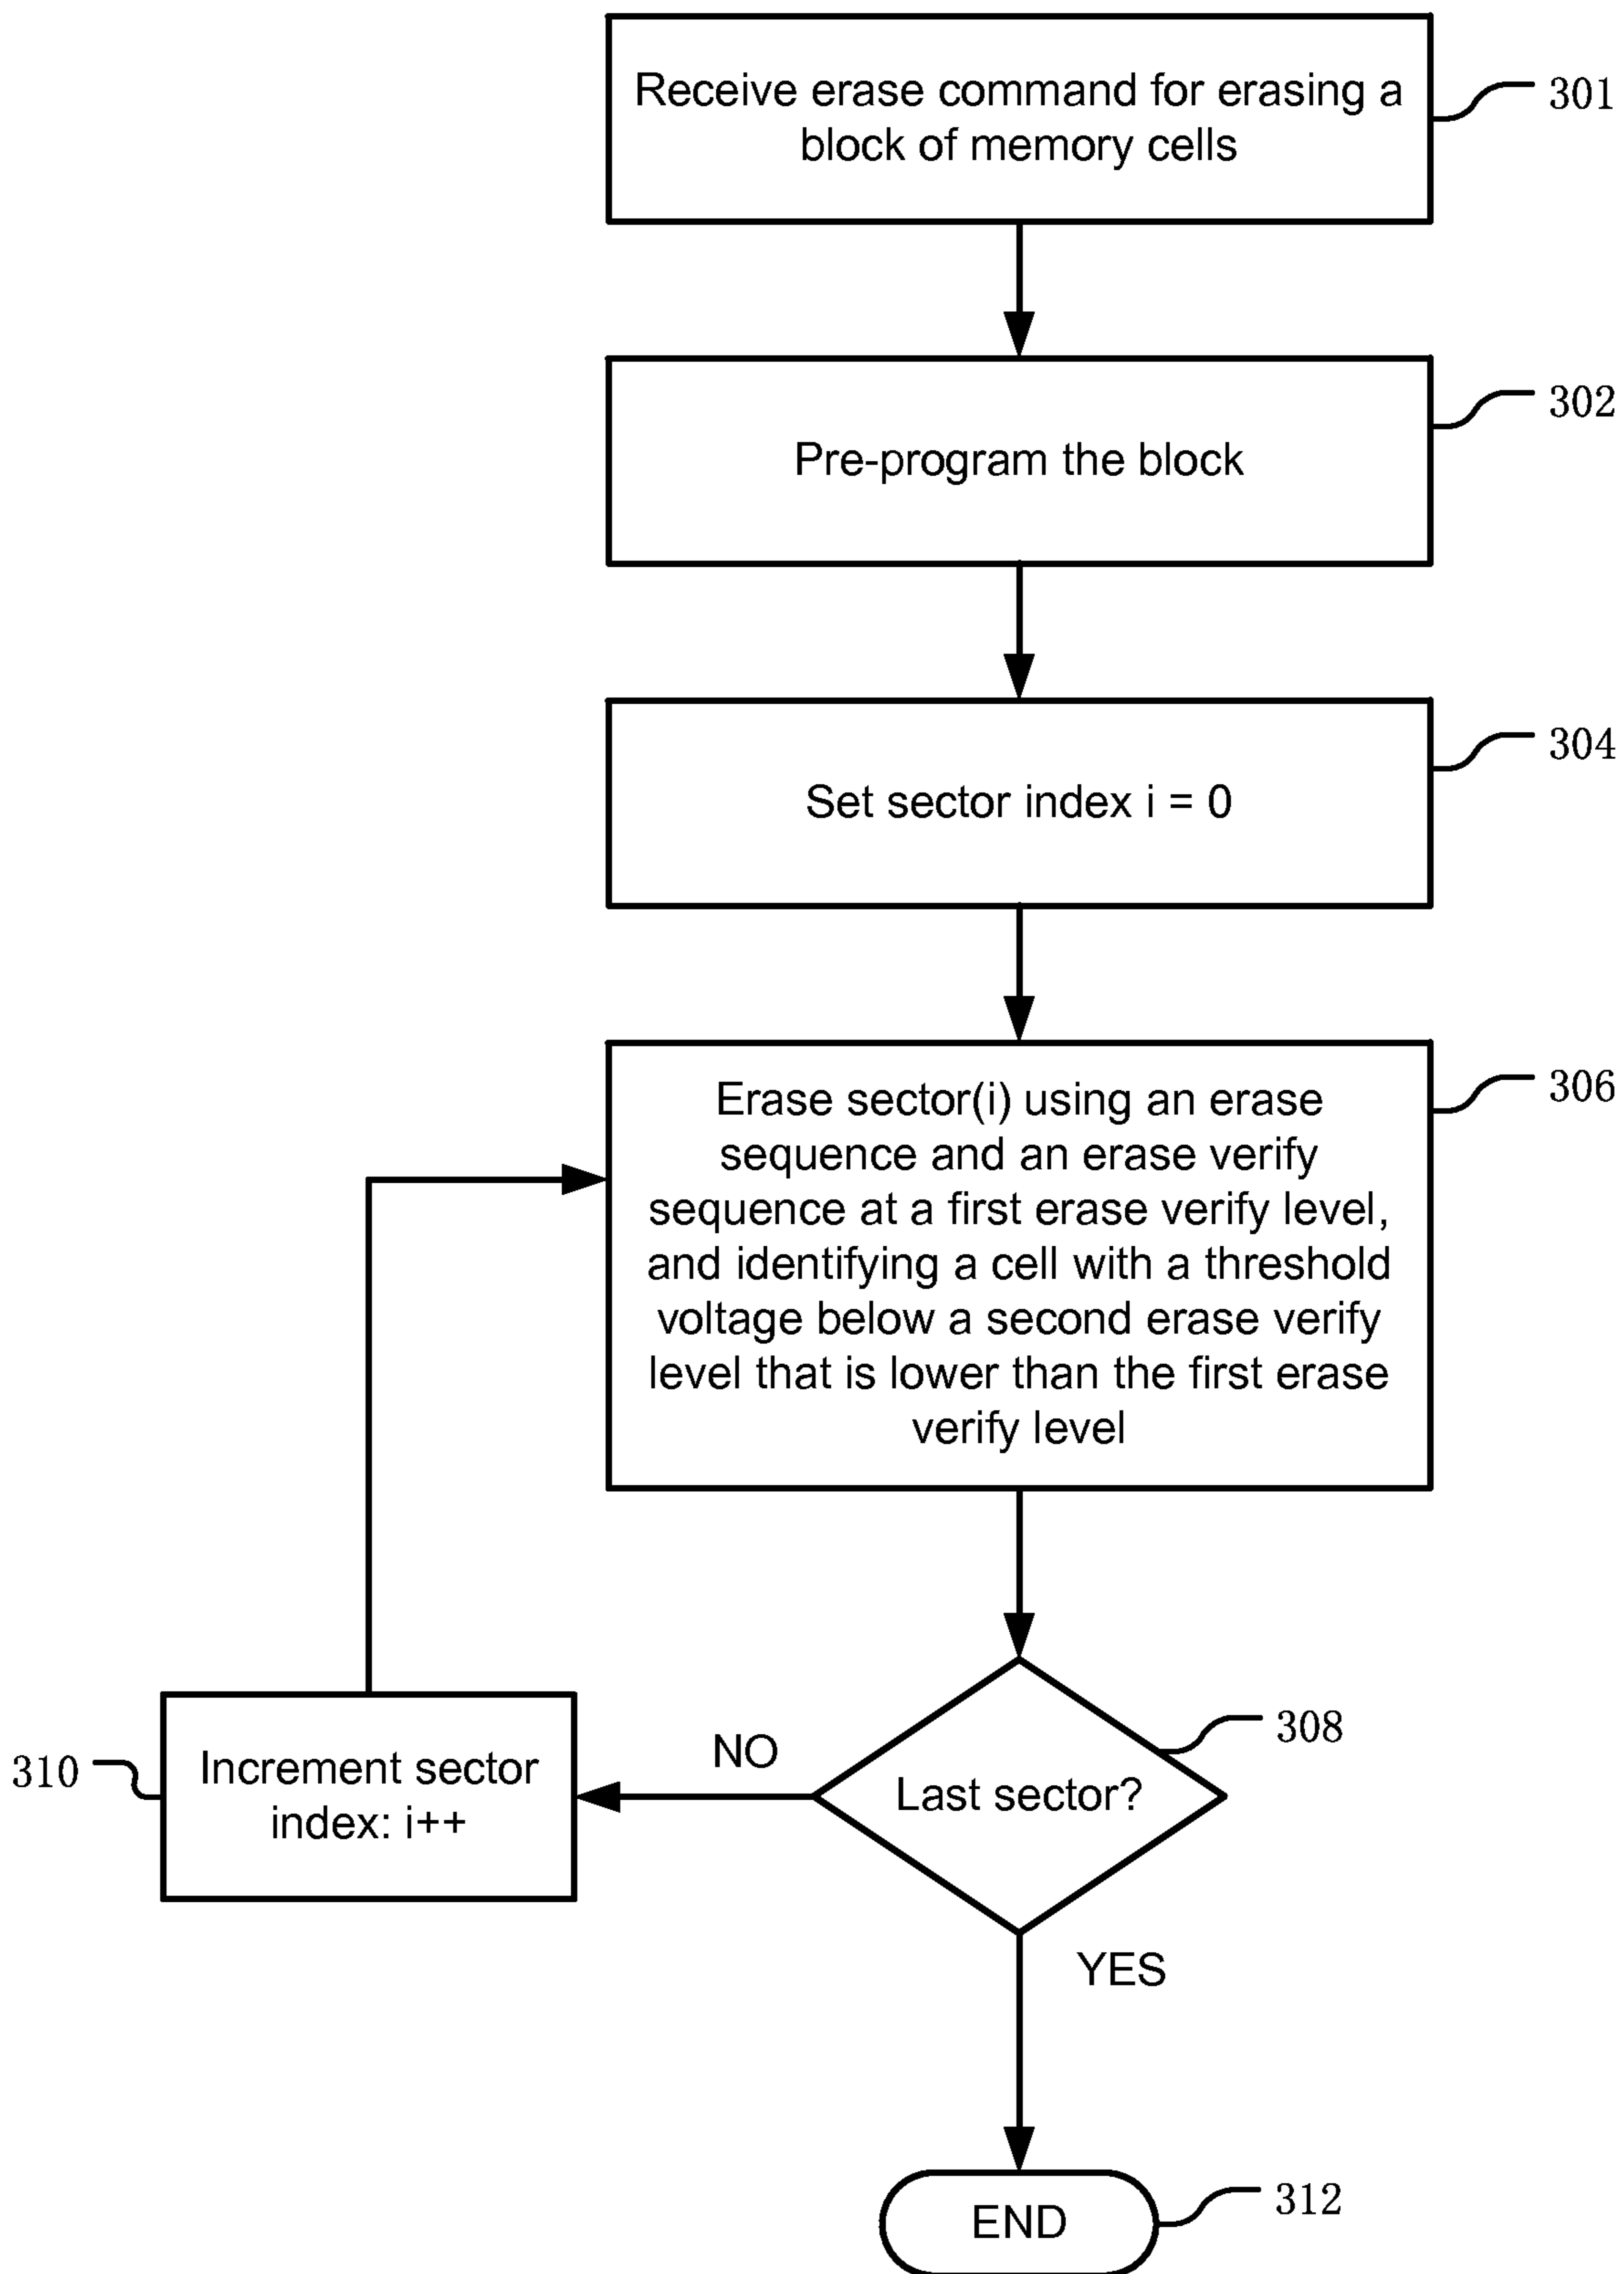 Receive erase command for erasing a
block of memory cells
301
Pre-program the block
302
Set sector index i = 0
304
Erase sector(i) using an erase
sequence and an erase verify
sequence at a first erase verify level,
and identifying a cell with a threshold
voltage below a second erase verify
level that is lower than the first erase
verify level
306
Last sector?
308
NO
Increment sector
index: i++
310
YES
END
312